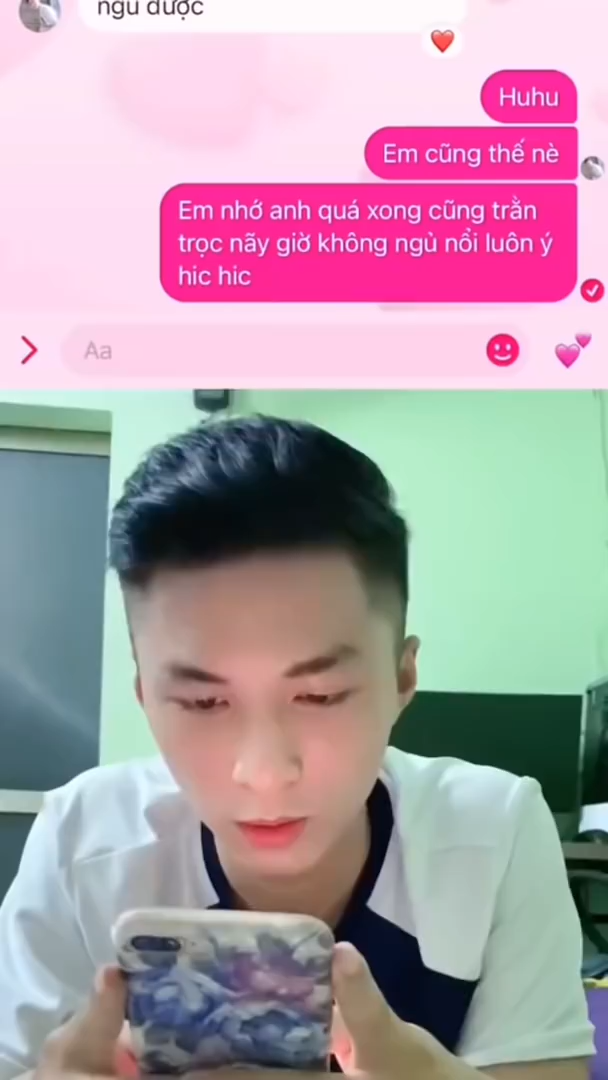 ngủ được
Huhu
Em cũng thế nè
Em nhớ anh quá xong cũng trằn
trọc nãy giờ không ngủ nổi luôn ý
hic hic
Aa